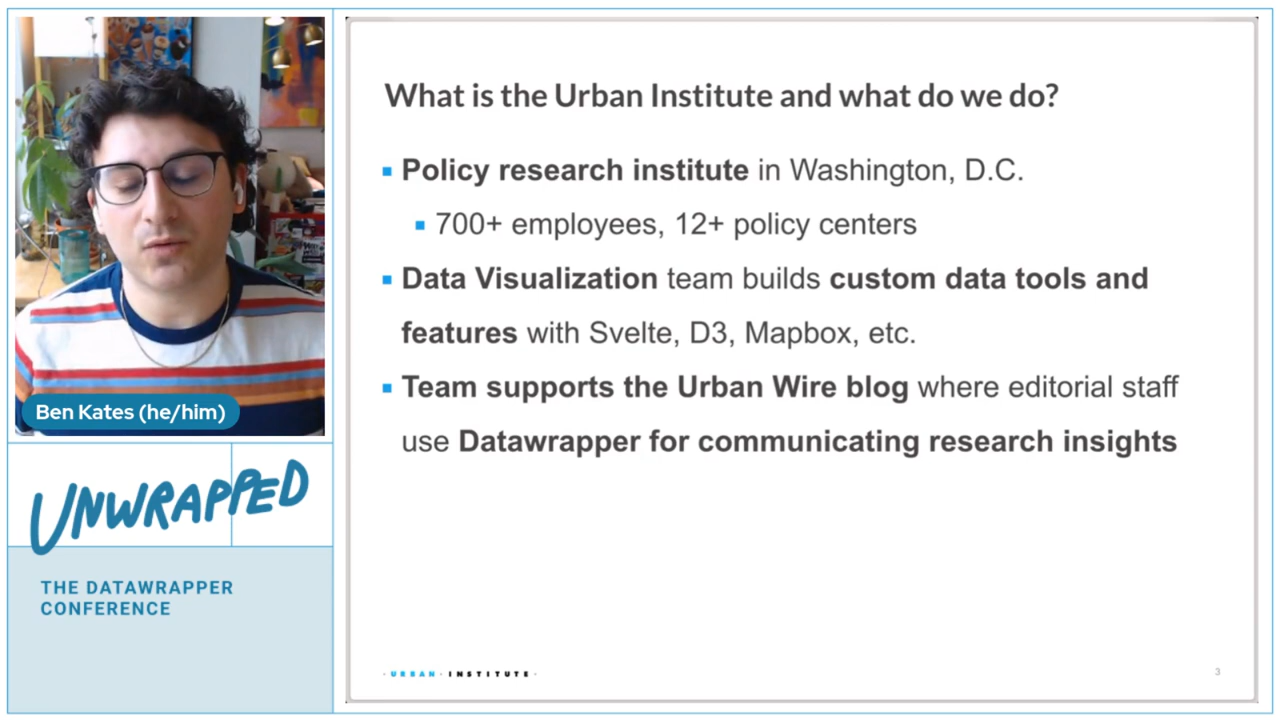 What is the Urban Institute and what do we do?
Policy research institute in Washington, D.C.
700+ employees, 12+ policy centers
Data Visualization team builds custom data tools and
features with Svelte, D3, Mapbox, etc.
Team supports the Urban Wire blog where editorial staff
use Datawrapper for communicating research insights
Ben Kates (he/him)
UNWRAPPED
THE DATAWRAPPER
CONFERENCE
· URBAN · INSTITUTE ·
3